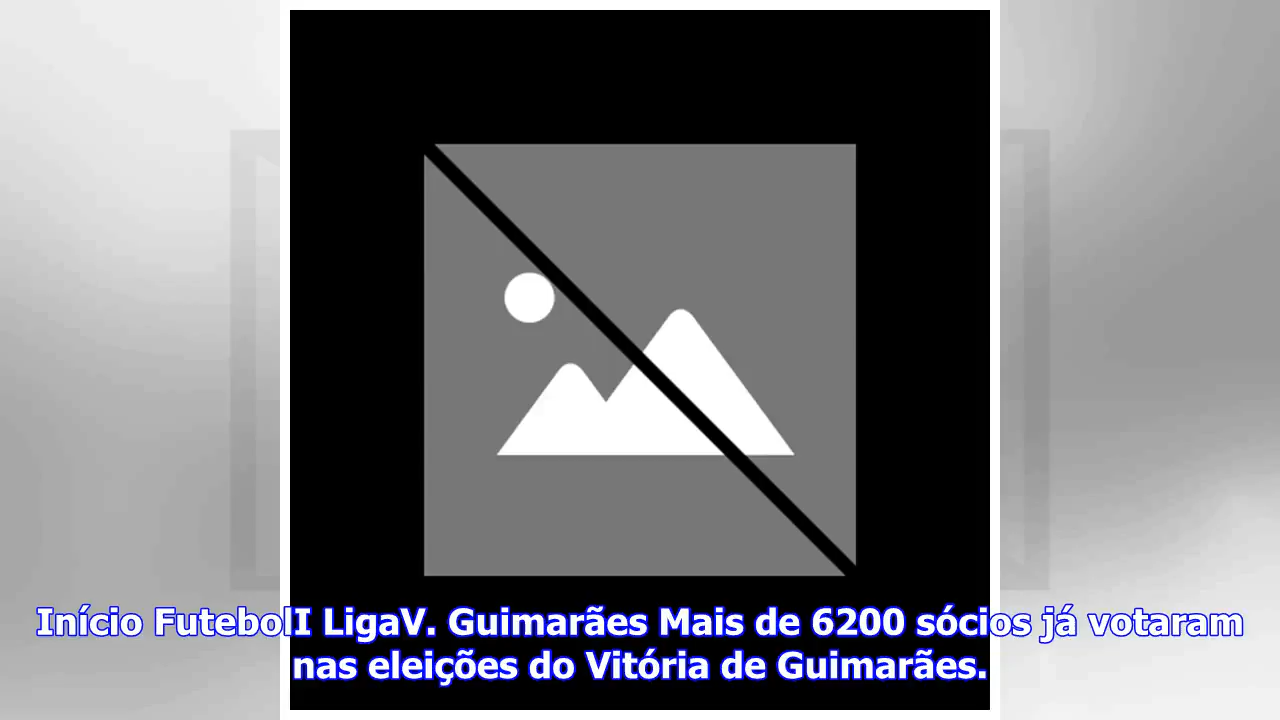 Início FutebolI LigaV. Guimarães Mais de 6200 sócios já votaram
nas eleições do Vitória de Guimarães.